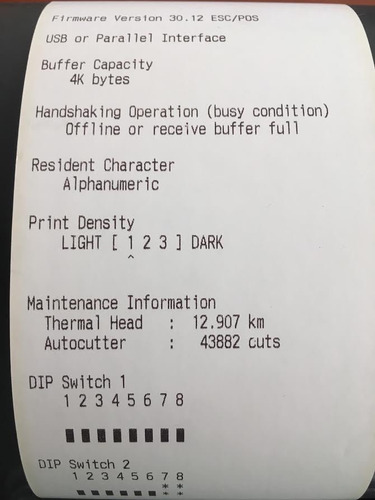 Firmware Version 30.12 ESC/POS
USB or Parallel Interface
Buffer Capacity
4K bytes
Handshaking Operation (busy condition)
Offline or receive buffer full
Resident Character
Alphanumeric
Print Density
LIGHT [ 1 2 3 ] DARK
^
Maintenance Information
Thermal Head : 12.907 km
Autocutter : 43882 cuts
DIP Switch 1
1 2 3 4 5 6 7 8
DIP Switch 2
1 2 3 4 5 6 7 8
* *